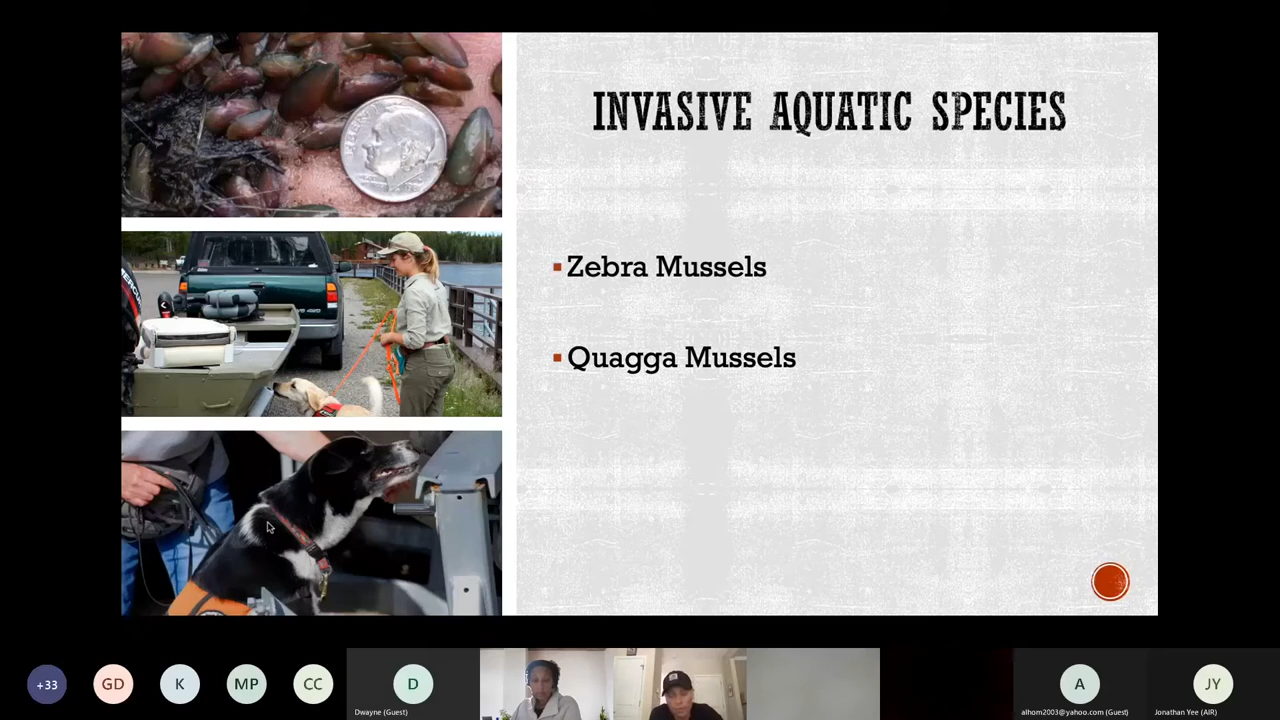 INVASIVE AQUATIC SPECIES
Zebra Mussels
Quagga Mussels
+33
GD
K
MP
CC
D
Dwayne (Guest)
A
alhom2003@yahoo.com (Guest)
JY
Jonathan Yee (AIR)